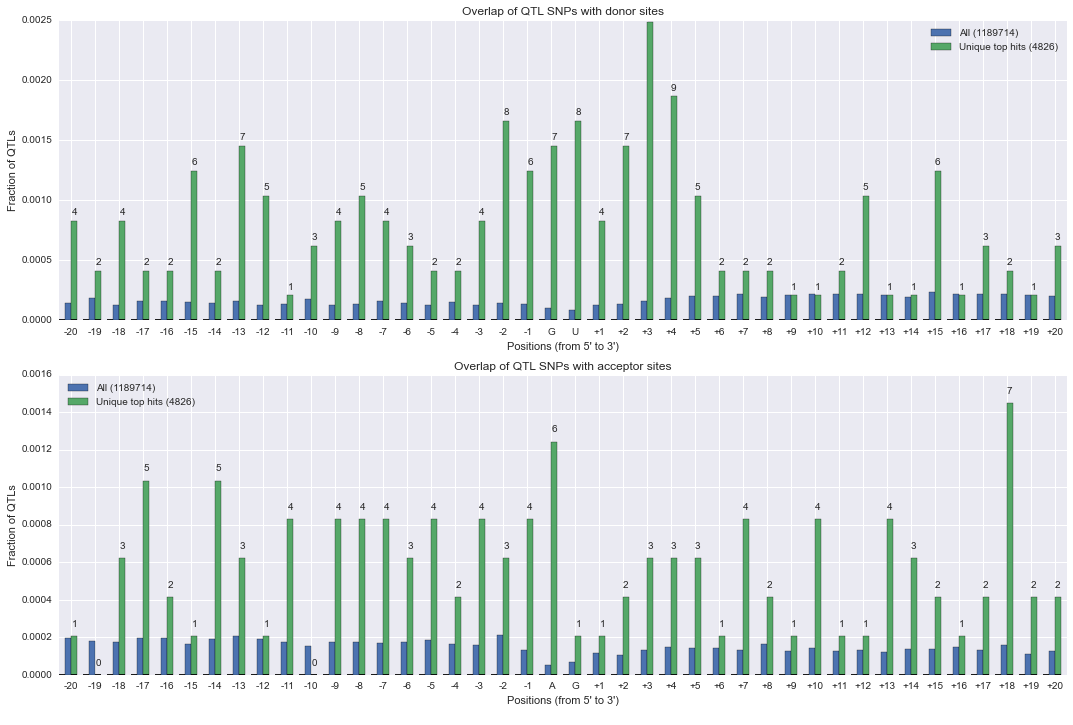 Overlap of QTL SNPs with donor sites
All (1189714)
Unique top hits (4826)
Fraction of QTLs
0.0025
0.0020
0.0015
0.0010
0.0005
0.0000
4 2 4 2 2 6 2 7 5 1 3 4 5 4 3 2 2 4 8 6 7 8 4 7 9 5 2 2 2 1 1 2 5 1 1 6 1 3 2 1 3
-20 -19 -18 -17 -16 -15 -14 -13 -12 -11 -10 -9 -8 -7 -6 -5 -4 -3 -2 -1 G U +1 +2 +3 +4 +5 +6 +7 +8 +9 +10 +11 +12 +13 +14 +15 +16 +17 +18 +19 +20
Positions (from 5' to 3')
Overlap of QTL SNPs with acceptor sites
All (1189714)
Unique top hits (4826)
Fraction of QTLs
0.0016
0.0014
0.0012
0.0010
0.0008
0.0006
0.0004
0.0002
0.0000
1 0 3 5 2 1 5 3 1 4 0 4 4 4 3 4 2 4 3 4 6 1 1 2 3 3 3 1 4 2 1 4 1 1 4 3 2 1 2 7 2 2
-20 -19 -18 -17 -16 -15 -14 -13 -12 -11 -10 -9 -8 -7 -6 -5 -4 -3 -2 -1 A G +1 +2 +3 +4 +5 +6 +7 +8 +9 +10 +11 +12 +13 +14 +15 +16 +17 +18 +19 +20
Positions (from 5' to 3')